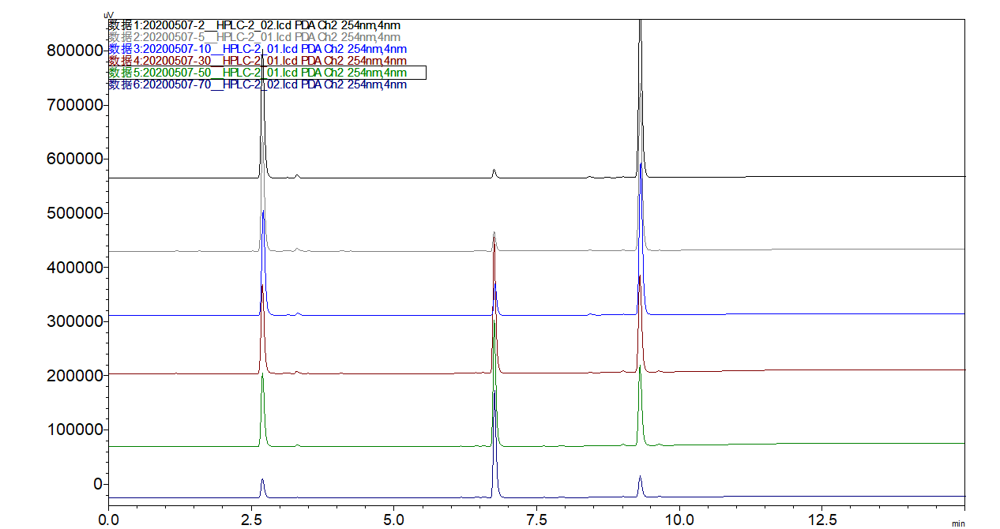 uV
数据1:20200507-2__HPLC-2_02.lcd PDA Ch2 254nm,4nm
数据2:20200507-5__HPLC-2_01.lcd PDA Ch2 254nm,4nm
数据3:20200507-10__HPLC-2_01.lcd PDA Ch2 254nm,4nm
数据4:20200507-30__HPLC-2_01.lcd PDA Ch2 254nm,4nm
数据5:20200507-50__HPLC-2_01.lcd PDA Ch2 254nm,4nm
数据6:20200507-70__HPLC-2_02.lcd PDA Ch2 254nm,4nm
800000
700000
600000
500000
400000
300000
200000
100000
0
0.0 2.5 5.0 7.5 10.0 12.5 min